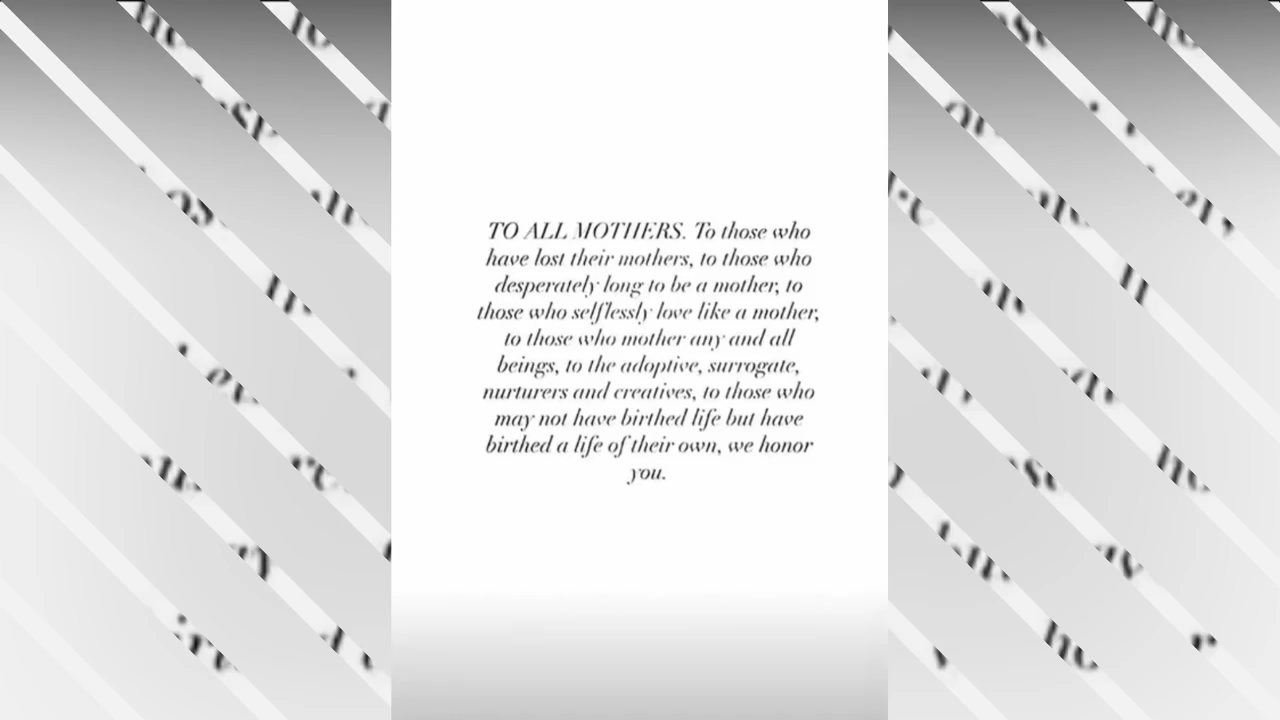 TO ALL MOTHERS. To those who
have lost their mothers, to those who
desperately long to be a mother, to
those who selflessly love like a mother,
to those who mother any and all
beings, to the adoptive, surrogate,
nurturers and creatives, to those who
may not have birthed life but have
birthed a life of their own, we honor
you.